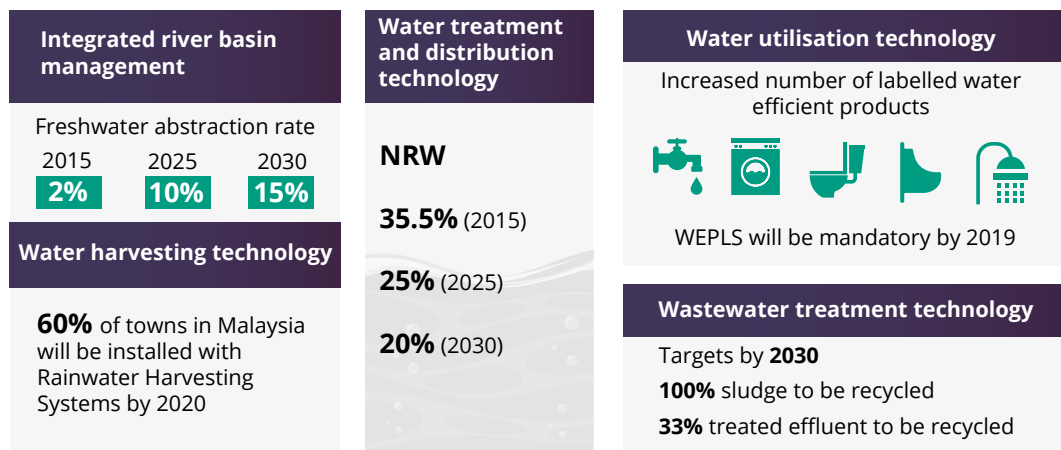 Integrated river basin
management
Freshwater abstraction rate
2015 2025 2030
2% 10% 15%
Water harvesting technology
60% of towns in Malaysia
will be installed with
Rainwater Harvesting
Systems by 2020
Water treatment
and distribution
technology
NRW
35.5% (2015)
25% (2025)
20% (2030)
Water utilisation technology
Increased number of labelled water
efficient products
WEPLS will be mandatory by 2019
Wastewater treatment technology
Targets by 2030
100% sludge to be recycled
33% treated effluent to be recycled